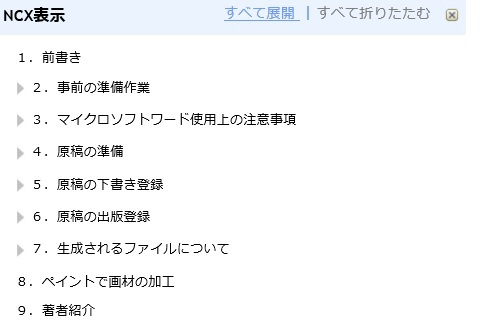 NCX表示 すべて展開 | すべて折りたたむ
1. 前書き
2. 事前の準備作業
3. マイクロソフトワード使用上の注意事項
4. 原稿の準備
5. 原稿の下書き登録
6. 原稿の出版登録
7. 生成されるファイルについて
8. ペイントで画材の加工
9. 著者紹介